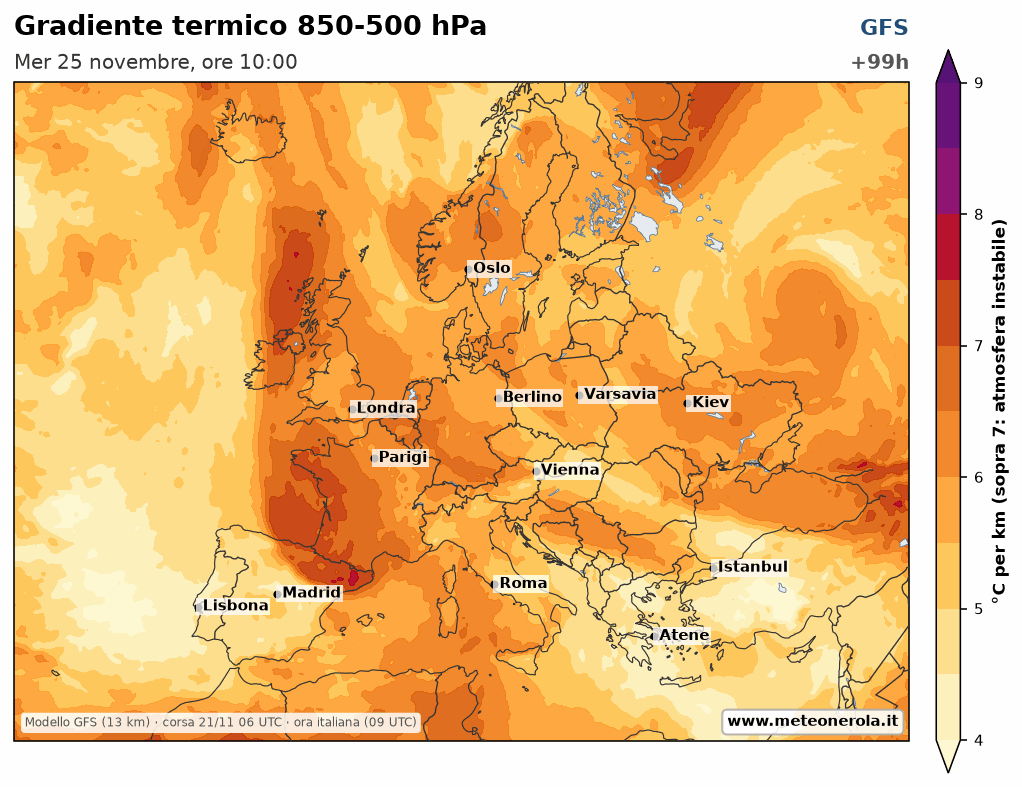 Gradiente termico 850-500 hPa
GFS
Mer 25 novembre, ore 10:00
+99h
9
8
7
6
5
4
°C per km (sopra 7: atmosfera instabile)
Oslo
Berlino
Varsavia
Kiev
Londra
Parigi
Vienna
Istanbul
Roma
Madrid
Lisbona
Atene
Modello GFS (13 km) · corsa 21/11 06 UTC · ora italiana (09 UTC)
www.meteonerola.it